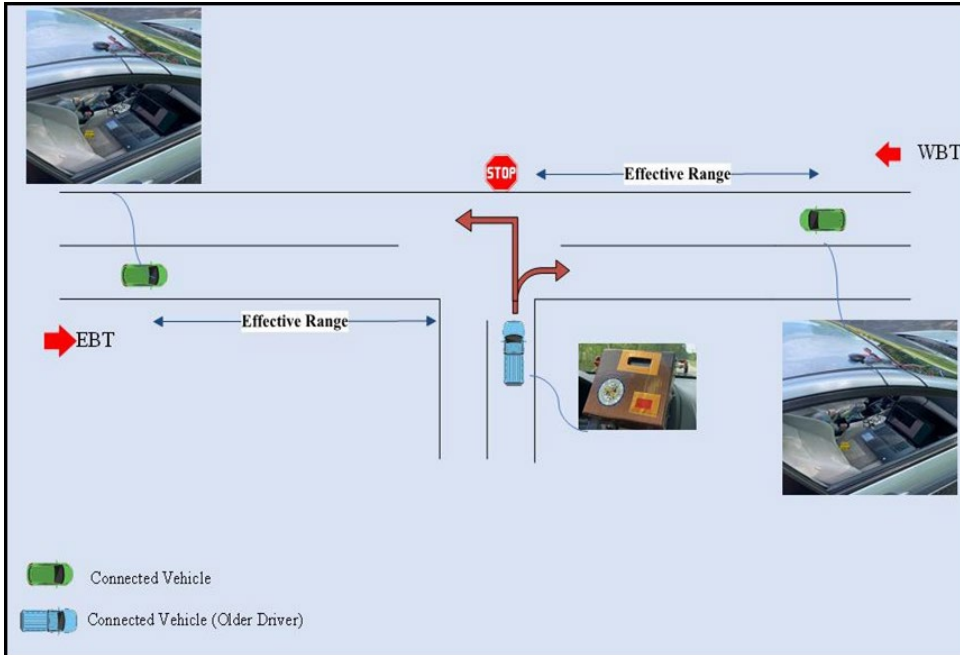 WBT
STOP
Effective Range
Effective Range
EBT
Connected Vehicle
Connected Vehicle (Older Driver)